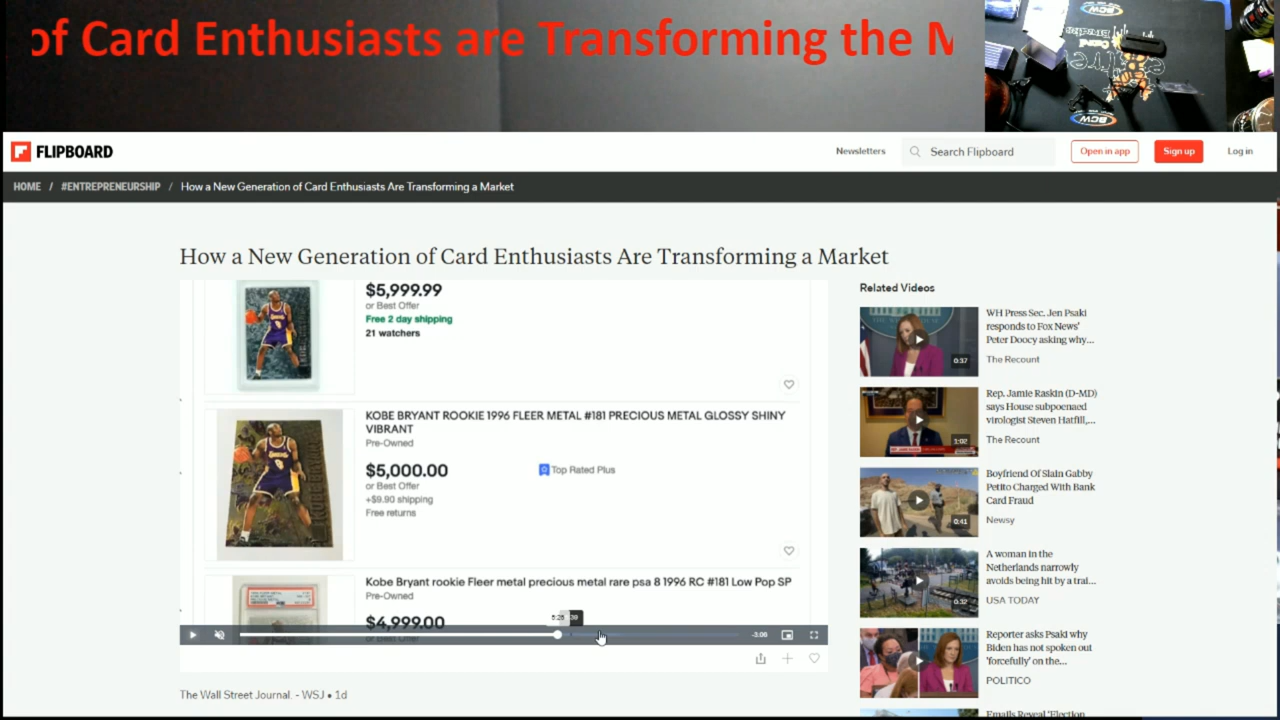 of Card Enthusiasts are Transforming the M
BCW
BCW
FLIPBOARD
Newsletters
Search Flipboard
Open in app
Sign up
Log in
HOME / #ENTREPRENEURSHIP / How a New Generation of Card Enthusiasts Are Transforming a Market
How a New Generation of Card Enthusiasts Are Transforming a Market
$5,999.99
or Best Offer
Free 2 day shipping
21 watchers
KOBE BRYANT ROOKIE 1996 FLEER METAL #181 PRECIOUS METAL GLOSSY SHINY
VIBRANT
Pre-Owned
$5,000.00
Top Rated Plus
or Best Offer
+$9.90 shipping
Free returns
Kobe Bryant rookie Fleer metal precious metal rare psa 8 1996 RC #181 Low Pop SP
Pre-Owned
$4,999.00
or Best Offer
-3:06
The Wall Street Journal. - WSJ • 1d
Related Videos
WH Press Sec. Jen Psaki
responds to Fox News'
Peter Doocy asking why...
The Recount
0:37
Rep. Jamie Raskin (D-MD)
says House subpoenaed
virologist Steven Hatfill,...
The Recount
1:02
Boyfriend Of Slain Gabby
Petito Charged With Bank
Card Fraud
Newsy
0:41
A woman in the
Netherlands narrowly
avoids being hit by a trai...
USA TODAY
0:32
Reporter asks Psaki why
Biden has not spoken out
'forcefully' on the...
POLITICO
Emails Reveal 'Election